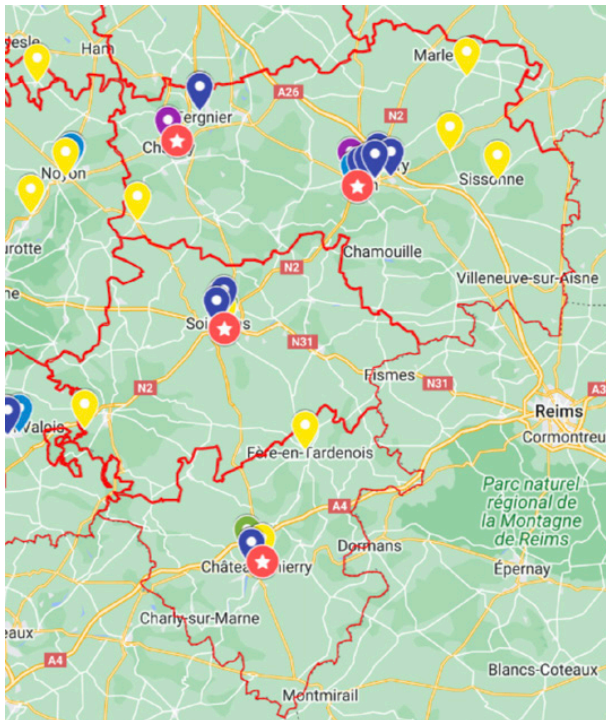 Ham
Marle
A26
N2
Noyon
Sissonne
Chamouille
N2
Villeneuve-sur-Aisne
N31
Fismes
N31
N2
Reims
A3
Cormontreu
Fère-en-Tardenois
Parc naturel
régional de
la Montagne
de Reims
A4
Dormans
Épernay
Charly-sur-Marne
A4
Blancs-Coteaux
Montmirail